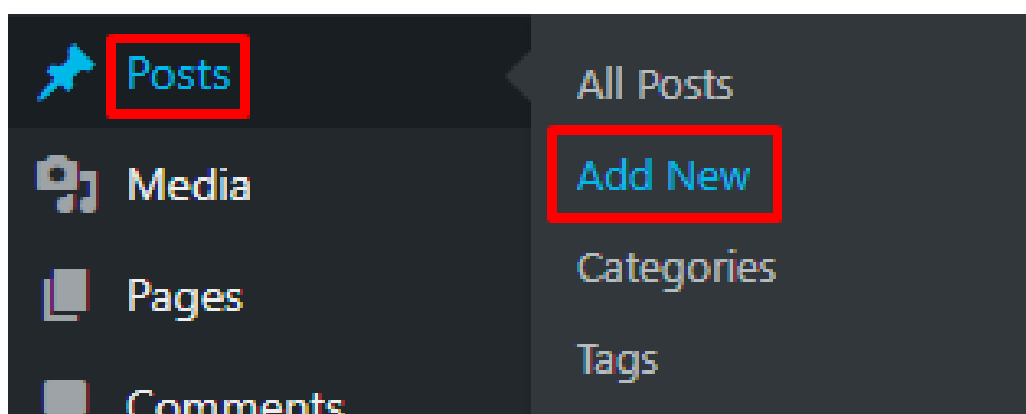 Posts
Media
Pages
Comments
All Posts
Add New
Categories
Tags